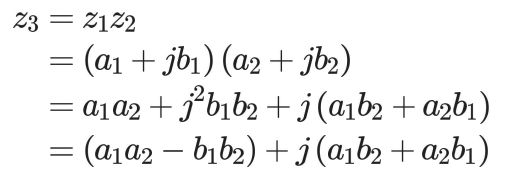 z₃ = z₁z₂
= (a₁ + jb₁) (a₂ + jb₂)
= a₁a₂ + j²b₁b₂ + j (a₁b₂ + a₂b₁)
= (a₁a₂ − b₁b₂) + j (a₁b₂ + a₂b₁)